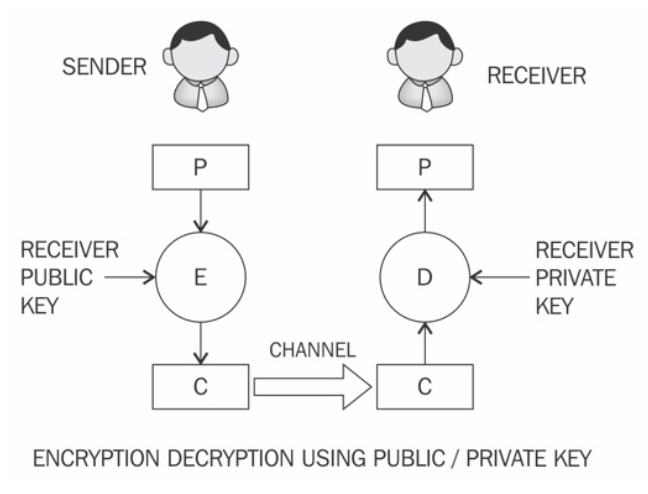 SENDER
RECEIVER
P
P
RECEIVER
PUBLIC
KEY
E
D
RECEIVER
PRIVATE
KEY
CHANNEL
C
C
ENCRYPTION DECRYPTION USING PUBLIC / PRIVATE KEY